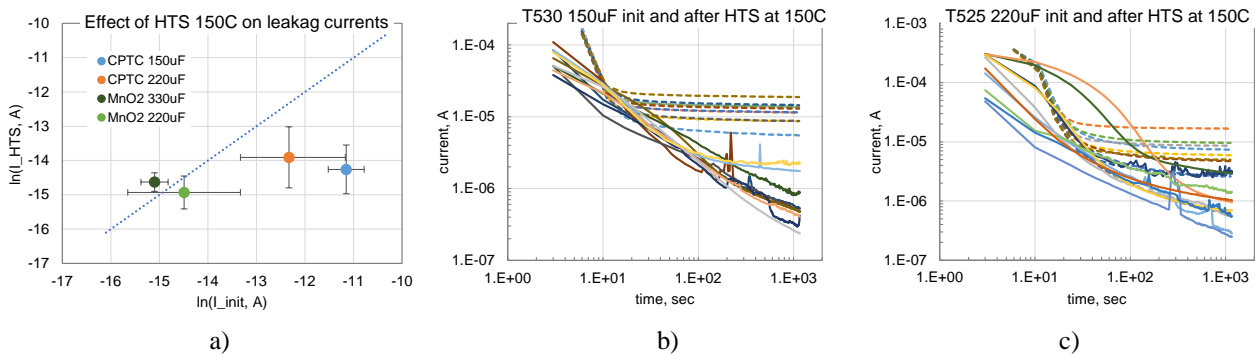 Effect of HTS 150C on leakag currents
-10
-11
-12
-13
-14
-15
-16
-17
ln(I_HTS, A)
CPTC 150uF
CPTC 220uF
MnO2 330uF
MnO2 220uF
-17 -16 -15 -14 -13 -12 -11 -10
ln(I_init, A)
a)
T530 150uF init and after HTS at 150C
1.E-04
1.E-05
1.E-06
1.E-07
current, A
1.E+00 1.E+01 1.E+02 1.E+03
time, sec
b)
T525 220uF init and after HTS at 150C
1.E-03
1.E-04
1.E-05
1.E-06
1.E-07
current, A
1.E+00 1.E+01 1.E+02 1.E+03
time, sec
c)